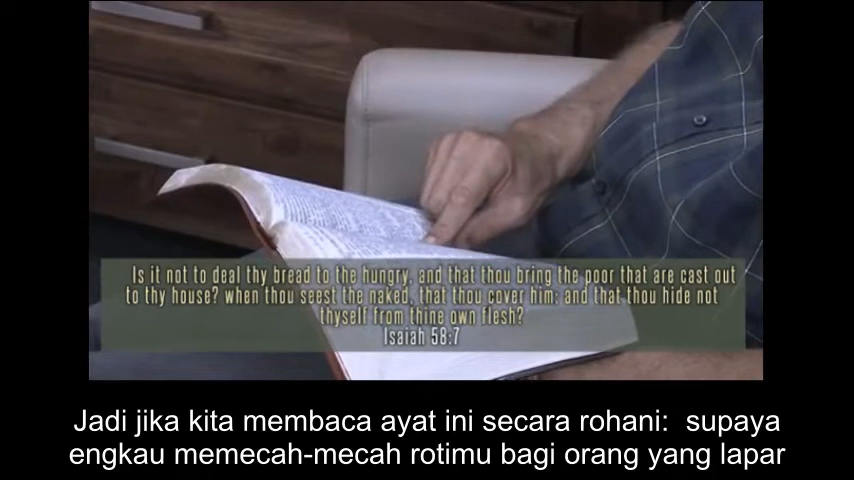 Is it not to deal thy bread to the hungry, and that thou bring the poor that are cast out
to thy house? when thou seest the naked, that thou cover him; and that thou hide not
thyself from thine own flesh?
Isaiah 58:7
Jadi jika kita membaca ayat ini secara rohani: supaya
engkau memecah-mecah rotimu bagi orang yang lapar